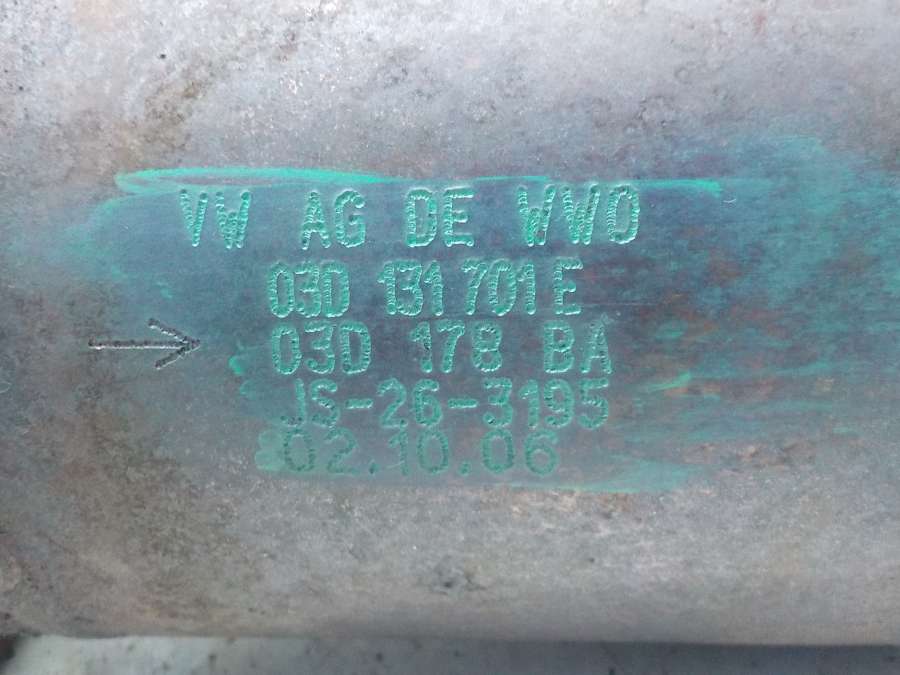 VW AG DE WWO
03D 131 701 E
03D 178 BA
JS-26-3195
02.10.06